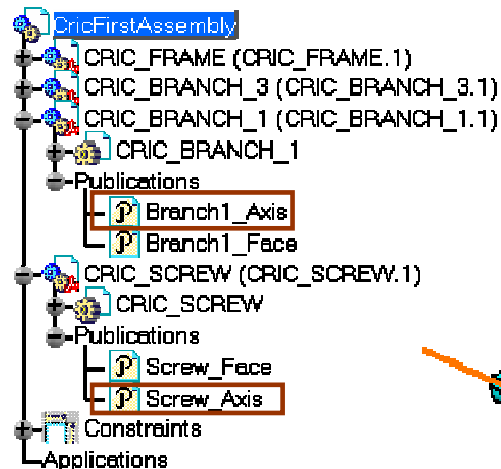 CricFirstAssembly
CRIC_FRAME (CRIC_FRAME.1)
CRIC_BRANCH_3 (CRIC_BRANCH_3.1)
CRIC_BRANCH_1 (CRIC_BRANCH_1.1)
CRIC_BRANCH_1
Publications
Branch1_Axis
Branch1_Face
CRIC_SCREW (CRIC_SCREW.1)
CRIC_SCREW
Publications
Screw_Face
Screw_Axis
Constraints
Applications